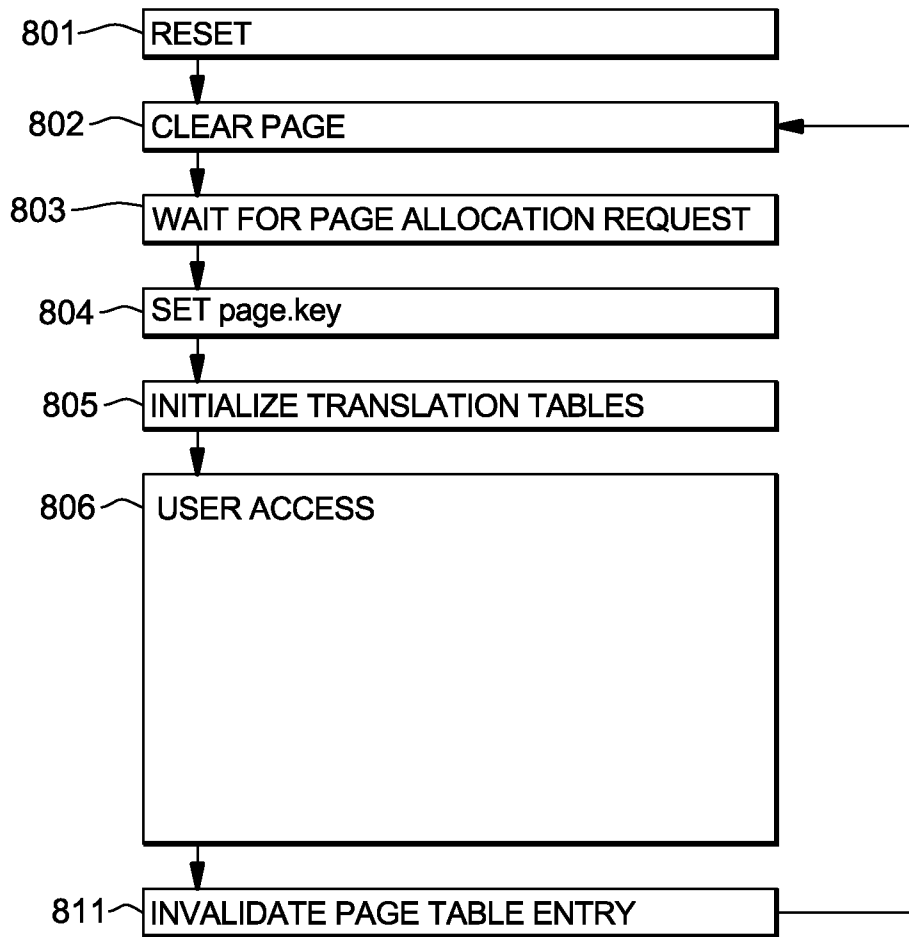 801 RESET
802 CLEAR PAGE
803 WAIT FOR PAGE ALLOCATION REQUEST
804 SET page.key
805 INITIALIZE TRANSLATION TABLES
806 USER ACCESS
811 INVALIDATE PAGE TABLE ENTRY